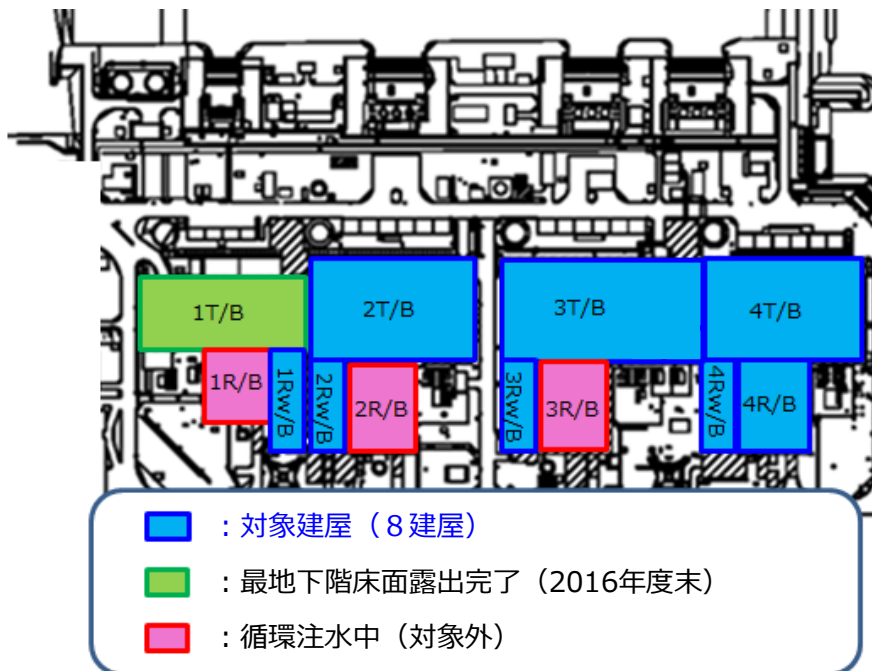 1T/B
2T/B
3T/B
4T/B
1R/B
1Rw/B
2Rw/B
2R/B
3Rw/B
3R/B
4Rw/B
4R/B
：対象建屋（８建屋）
：最地下階床面露出完了（2016年度末）
：循環注水中（対象外）